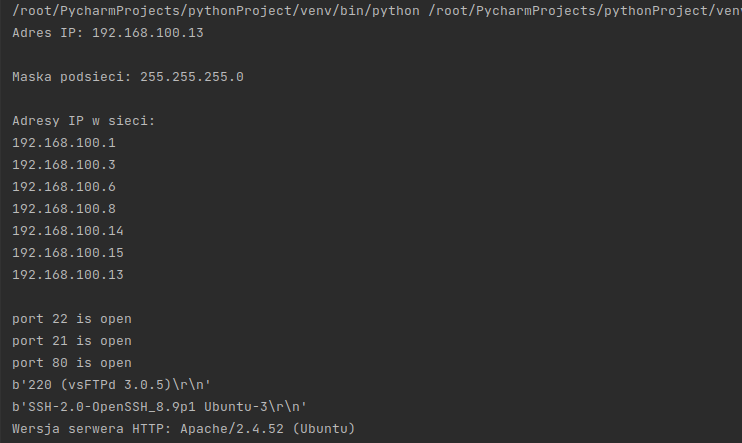 /root/PycharmProjects/pythonProject/venv/bin/python /root/PycharmProjects/pythonProject/ven
Adres IP: 192.168.100.13
Maska podsieci: 255.255.255.0
Adresy IP w sieci:
192.168.100.1
192.168.100.3
192.168.100.6
192.168.100.8
192.168.100.14
192.168.100.15
192.168.100.13
port 22 is open
port 21 is open
port 80 is open
b'220 (vsFTPd 3.0.5)\r\n'
b'SSH-2.0-OpenSSH_8.9p1 Ubuntu-3\r\n'
Wersja serwera HTTP: Apache/2.4.52 (Ubuntu)